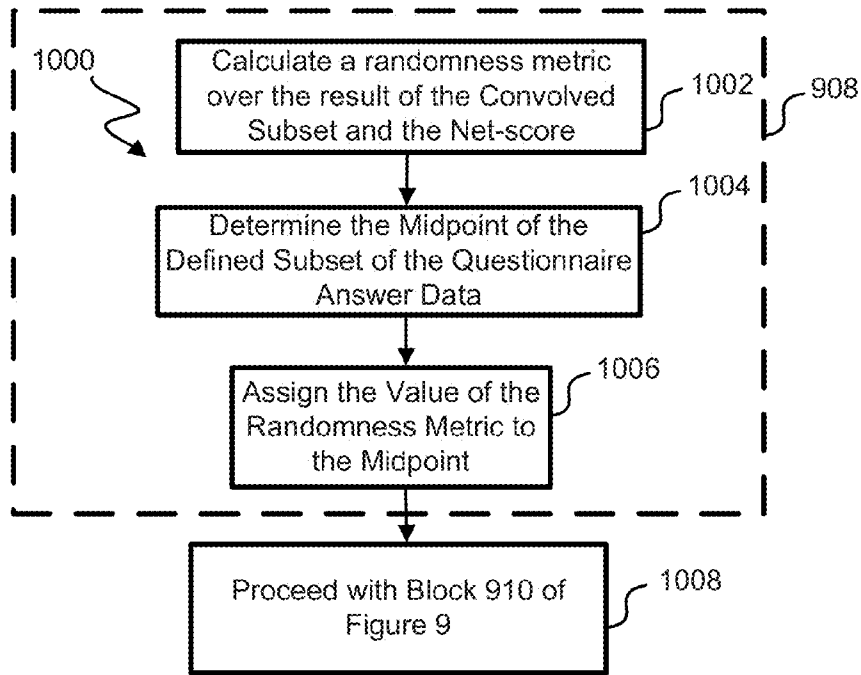 1000
Calculate a randomness metric
over the result of the Convolved
Subset and the Net-score
1002
908
1004
Determine the Midpoint of the
Defined Subset of the Questionnaire
Answer Data
1006
Assign the Value of the
Randomness Metric to
the Midpoint
Proceed with Block 910 of
Figure 9
1008